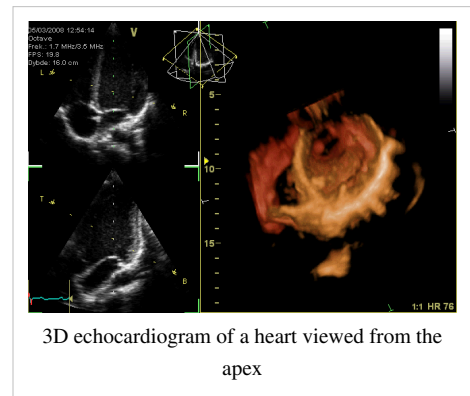 05/03/2008 12:54:14
Octave
Frek.: 1.7 MHz/3.5 MHz
FPS: 19.8
Dybde: 16.0 cm
V
L
R
T
B
5
10
15
1:1 HR 76
3D echocardiogram of a heart viewed from the
apex